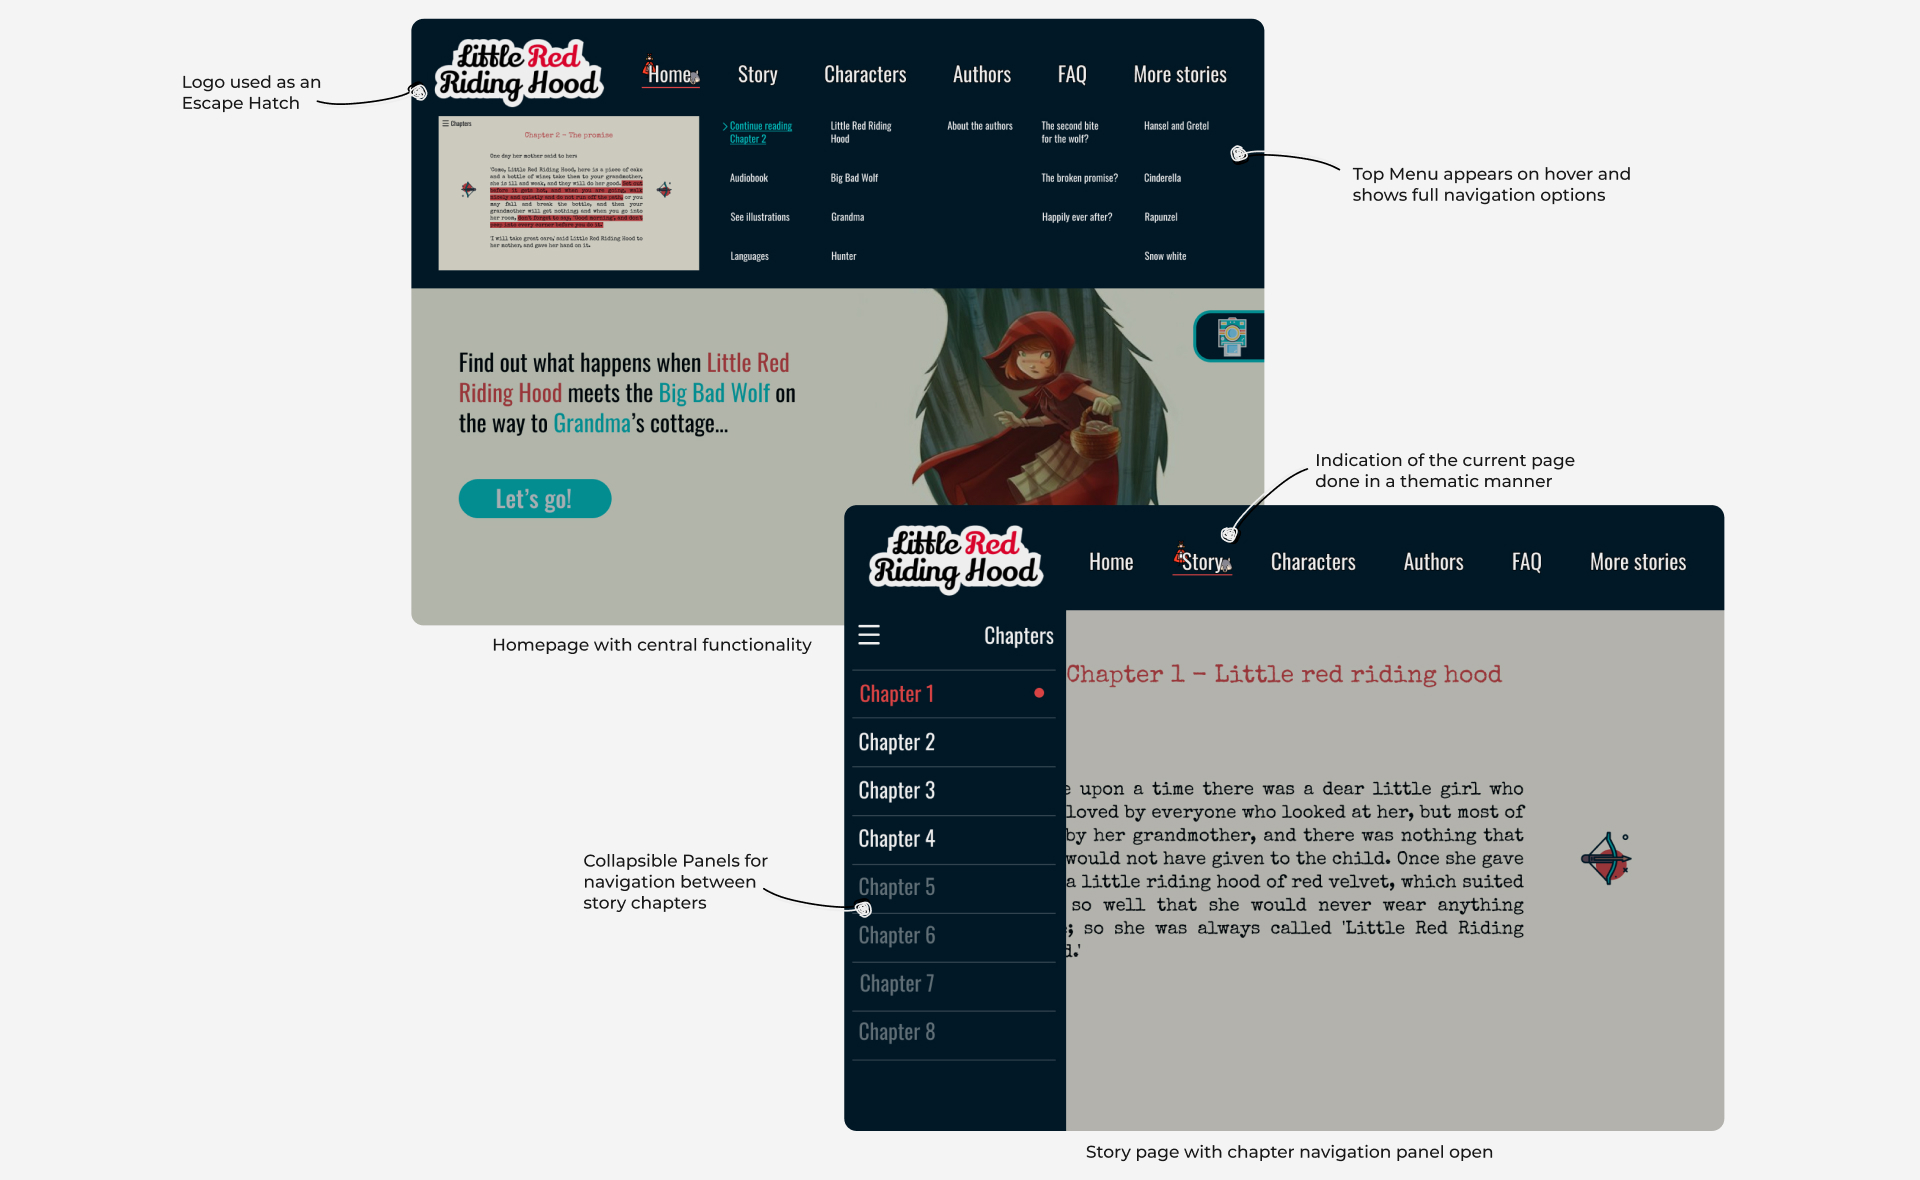 Logo used as an
Escape Hatch
Little Red
Riding Hood
Home
Story
Characters
Authors
FAQ
More stories
Chapters
Chapter 2 - The promise
One day her mother said to here
'Come, Little Red Riding Hood, here is a piece of cake
and a bottle of wine; take them to your grandmother,
she is ill and weak, and they will do her good. Set out
before it gets hot, and when you are going, walk
nicely and quietly and do not run off the path, or you
may fall and break the bottle, and then your
grandmother will get nothing; and when you go into
her room, don't forget to say, "Good morning", and don't
peep into every corner before you do it.
'I will take great care, said Little Red Riding Hood to
her mother, and gave her hand on it.
Continue reading
Chapter 2
Audiobook
See illustrations
Languages
Little Red Riding
Hood
Big Bad Wolf
Grandma
Hunter
About the authors
The second bite
for the wolf?
The broken promise?
Happily ever after?
Hansel and Gretel
Cinderella
Rapunzel
Snow white
Top Menu appears on hover and
shows full navigation options
Find out what happens when Little Red
Riding Hood meets the Big Bad Wolf on
the way to Grandma's cottage...
Let's go!
Homepage with central functionality
Indication of the current page
done in a thematic manner
Little Red
Riding Hood
Home
Story
Characters
Authors
FAQ
More stories
Chapters
Chapter 1
Chapter 2
Chapter 3
Chapter 4
Chapter 5
Chapter 6
Chapter 7
Chapter 8
Chapter 1 - Little red riding hood
e upon a time there was a dear little girl who
loved by everyone who looked at her, but most of
by her grandmother, and there was nothing that
would not have given to the child. Once she gave
a little riding hood of red velvet, which suited
so well that she would never wear anything
; so she was always called 'Little Red Riding
d.'
Collapsible Panels for
navigation between
story chapters
Story page with chapter navigation panel open